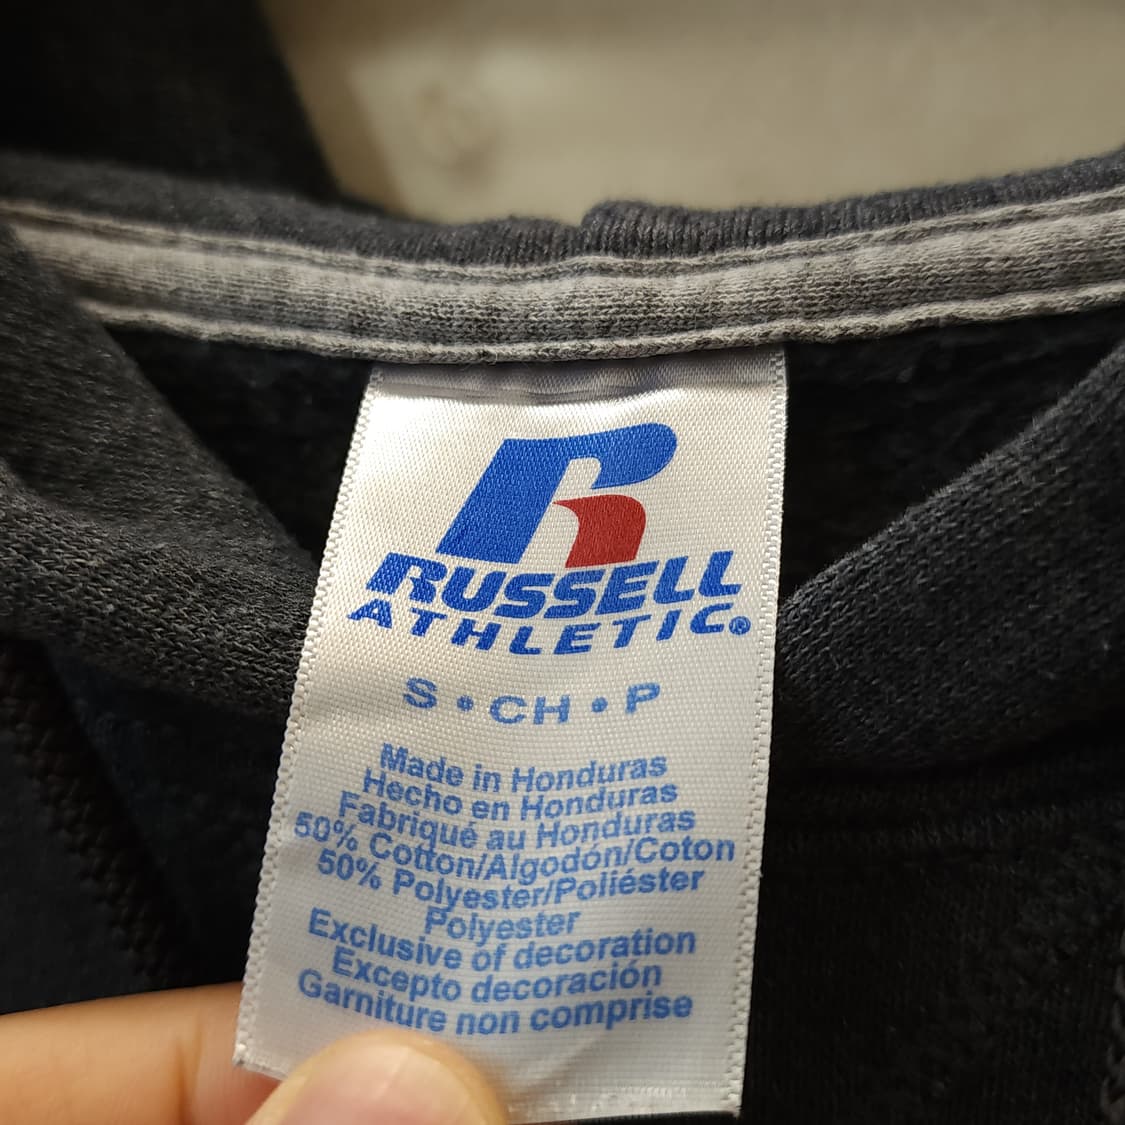 RUSSELL
ATHLETIC®
S • CH • P
Made in Honduras
Hecho en Honduras
Fabriqué au Honduras
50% Cotton/Algodón/Coton
50% Polyester/Poliéster
Polyester
Exclusive of decoration
Excepto decoración
Garniture non comprise